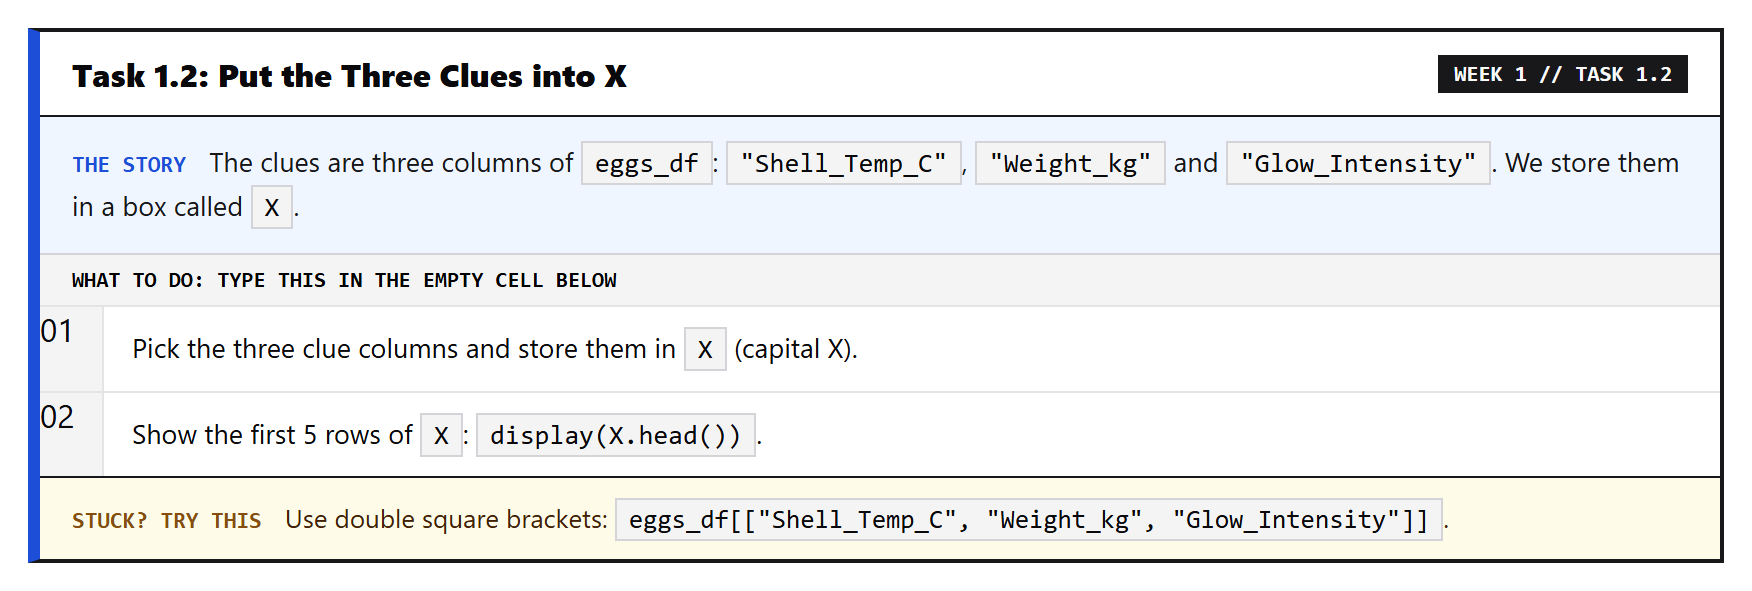 Task 1.2: Put the Three Clues into X
WEEK 1 // TASK 1.2
THE STORY The clues are three columns of eggs_df: "Shell_Temp_C", "Weight_kg" and "Glow_Intensity". We store them
in a box called X.
WHAT TO DO: TYPE THIS IN THE EMPTY CELL BELOW
01 Pick the three clue columns and store them in X (capital X).
02 Show the first 5 rows of X: display(X.head()).
STUCK? TRY THIS Use double square brackets: eggs_df[["Shell_Temp_C", "Weight_kg", "Glow_Intensity"]].